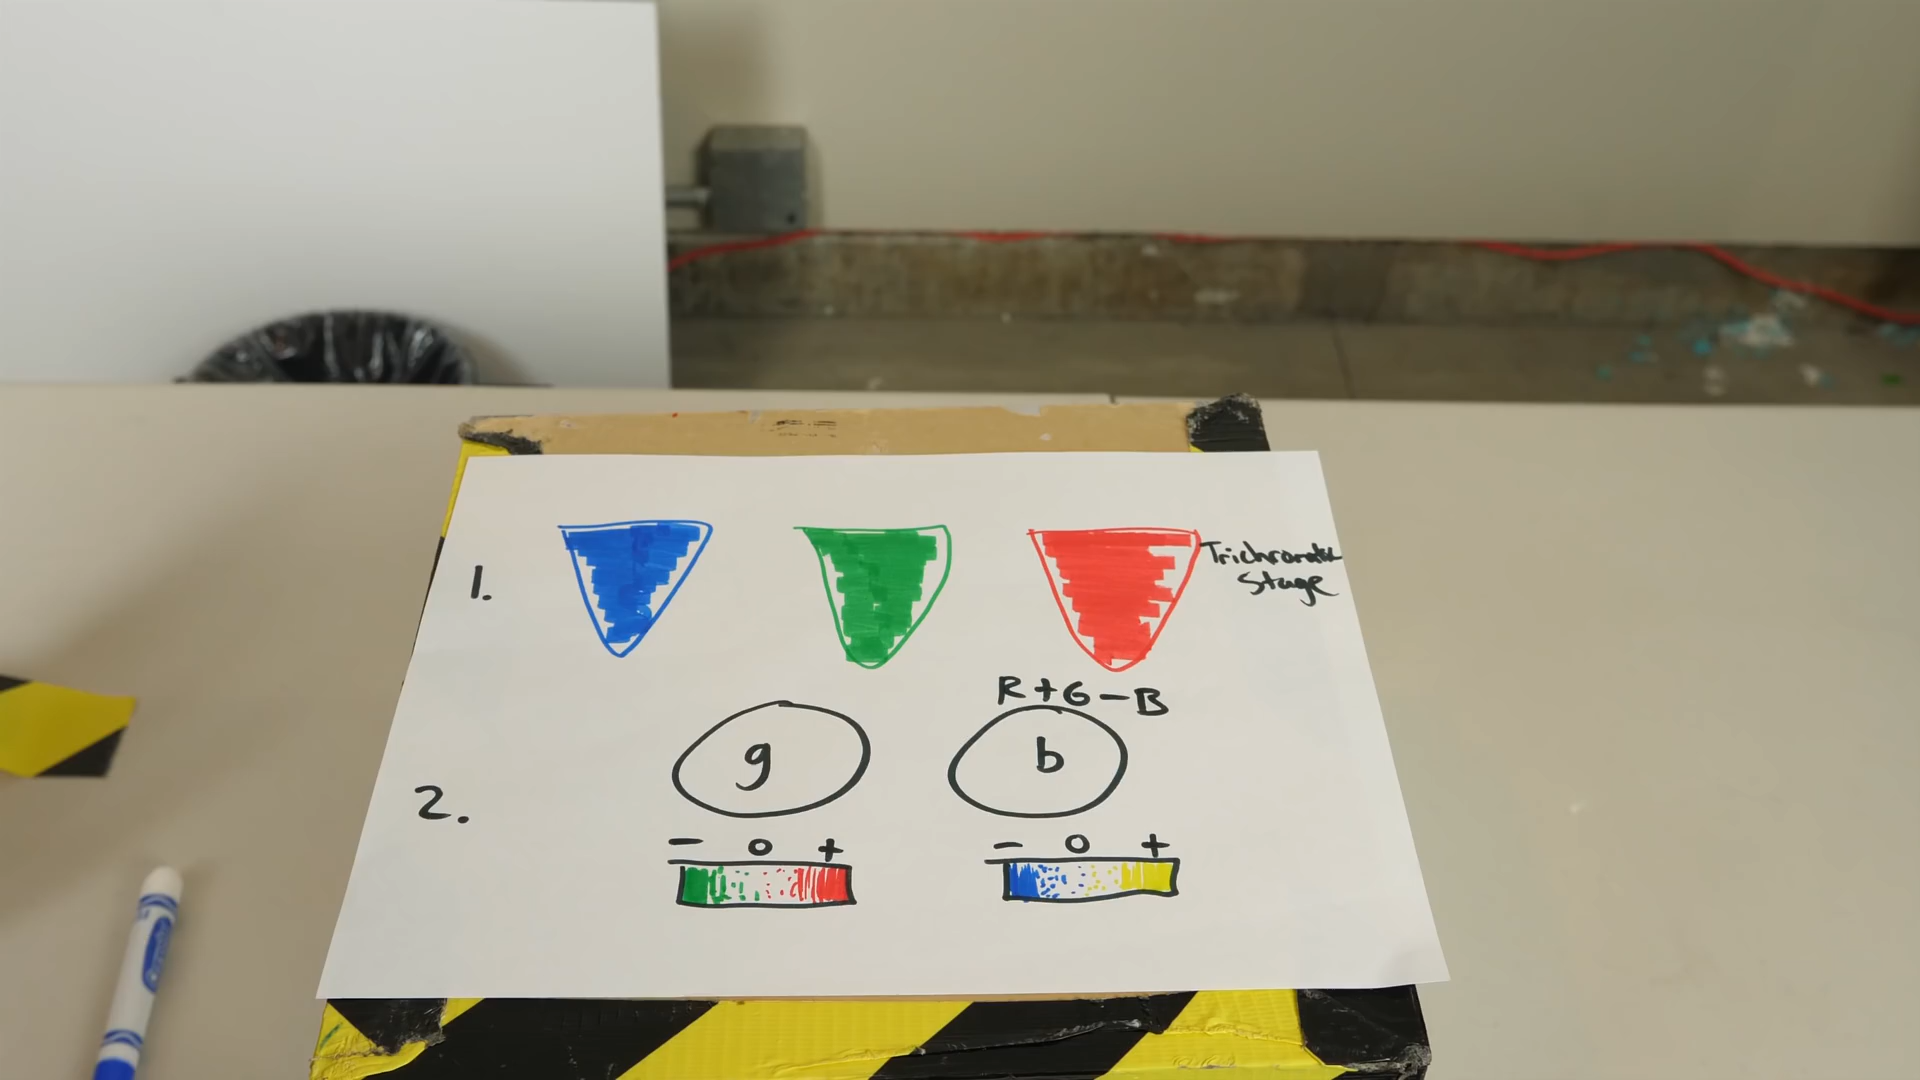 1.
Trichromatic
Stage
R+G-B
g
b
2.
- 0 +
- 0 +